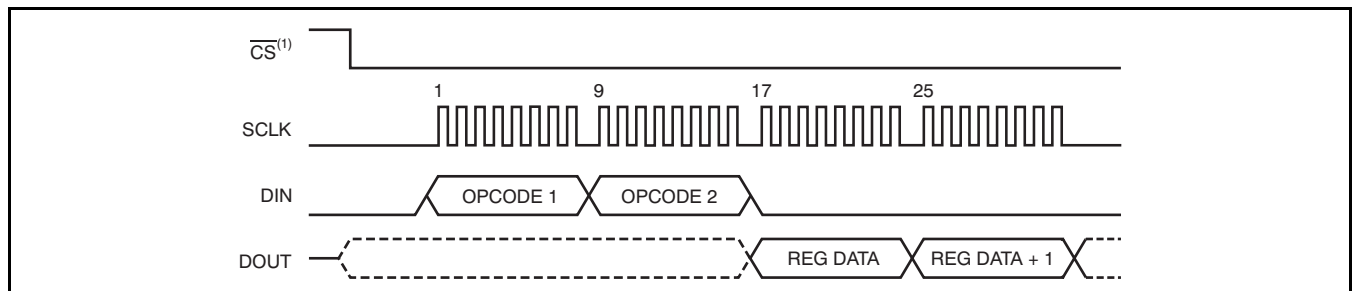 CS(1)
1 9 17 25
SCLK
DIN OPCODE 1 OPCODE 2
DOUT REG DATA REG DATA + 1